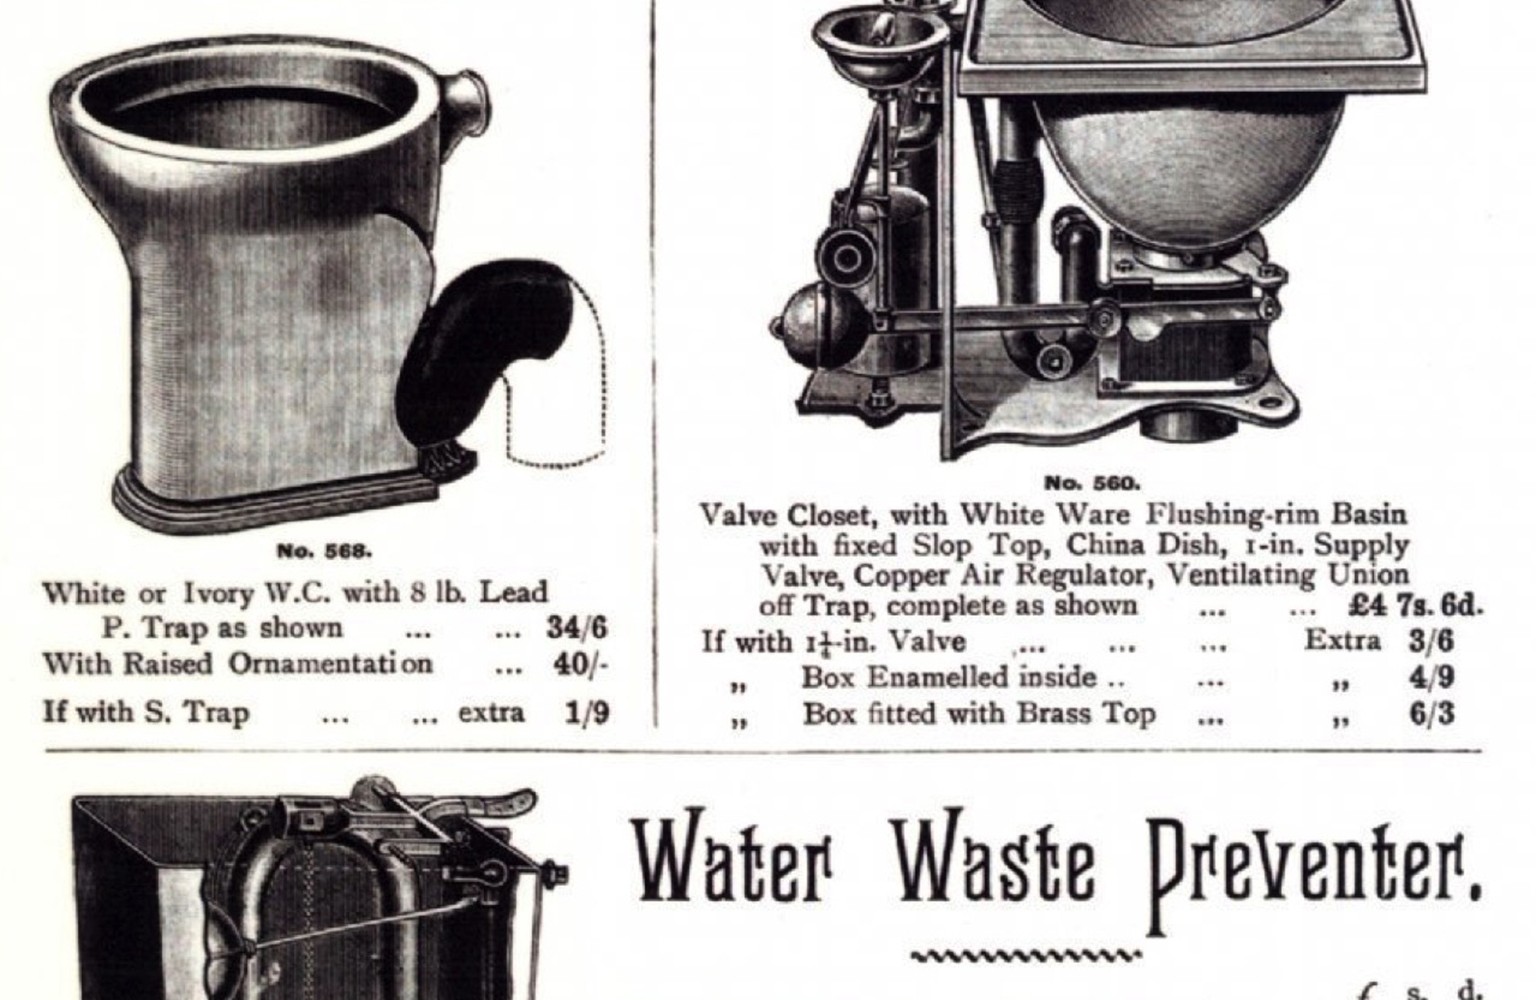 No. 568.
White or Ivory W.C. with 8 lb. Lead
P. Trap as shown ... ... 34/6
With Raised Ornamentation ... 40/-
If with S. Trap ... ... extra 1/9
No. 560.
Valve Closet, with White Ware Flushing-rim Basin
with fixed Slop Top, China Dish, 1-in. Supply
Valve, Copper Air Regulator, Ventilating Union
off Trap, complete as shown ... ... £4 7s. 6d.
If with 1¼-in. Valve ... ... ... Extra 3/6
„ Box Enamelled inside .. ... „ 4/9
„ Box fitted with Brass Top ... „ 6/3
Water Waste Preventer.
£ s. d.